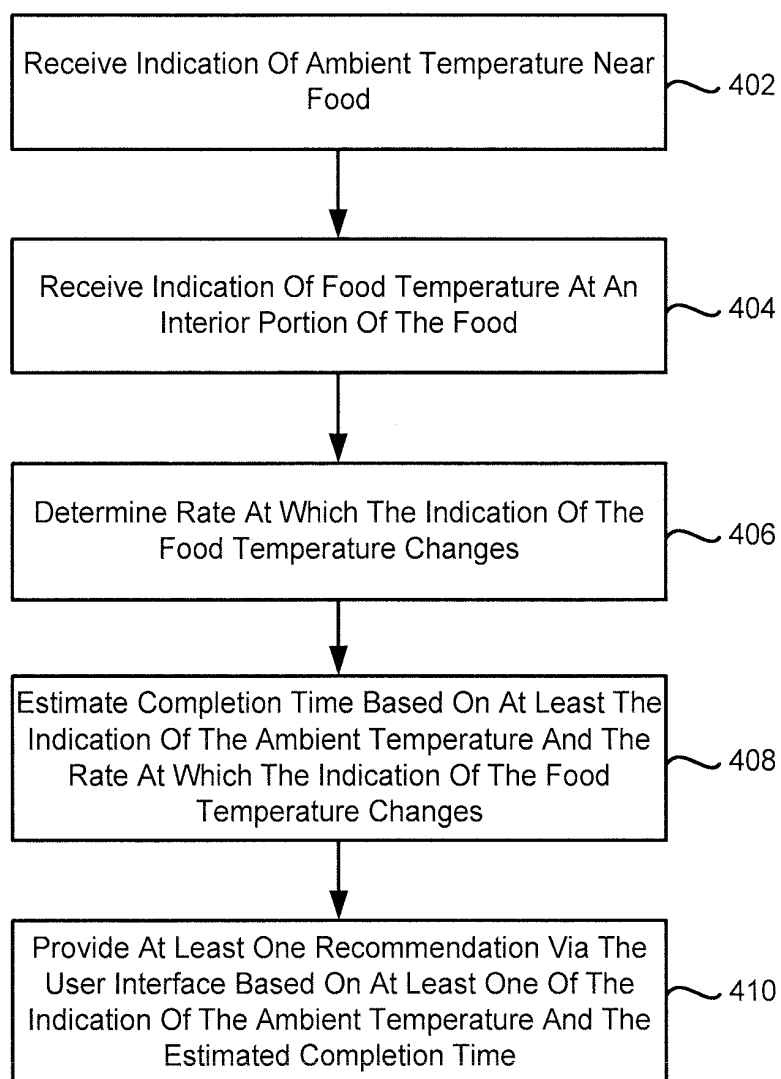 Receive Indication Of Ambient Temperature Near
Food
402
Receive Indication Of Food Temperature At An
Interior Portion Of The Food
404
Determine Rate At Which The Indication Of The
Food Temperature Changes
406
Estimate Completion Time Based On At Least The
Indication Of The Ambient Temperature And The
Rate At Which The Indication Of The Food
Temperature Changes
408
Provide At Least One Recommendation Via The
User Interface Based On At Least One Of The
Indication Of The Ambient Temperature And The
Estimated Completion Time
410